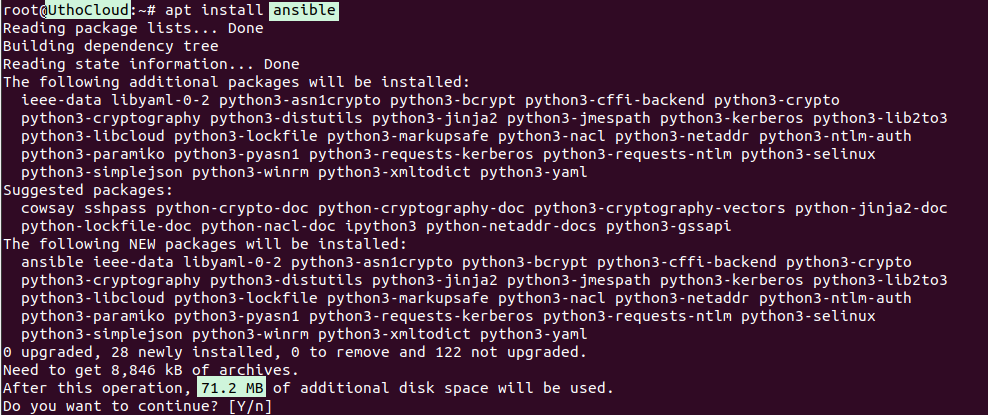 root@UthoCloud:~# apt install ansible
Reading package lists... Done
Building dependency tree
Reading state information... Done
The following additional packages will be installed:
  ieee-data libyaml-0-2 python3-asn1crypto python3-bcrypt python3-cffi-backend python3-crypto
  python3-cryptography python3-distutils python3-jinja2 python3-jmespath python3-kerberos python3-lib2to3
  python3-libcloud python3-lockfile python3-markupsafe python3-nacl python3-netaddr python3-ntlm-auth
  python3-paramiko python3-pyasn1 python3-requests-kerberos python3-requests-ntlm python3-selinux
  python3-simplejson python3-winrm python3-xmltodict python3-yaml
Suggested packages:
  cowsay sshpass python-crypto-doc python-cryptography-doc python3-cryptography-vectors python-jinja2-doc
  python-lockfile-doc python-nacl-doc ipython3 python-netaddr-docs python3-gssapi
The following NEW packages will be installed:
  ansible ieee-data libyaml-0-2 python3-asn1crypto python3-bcrypt python3-cffi-backend python3-crypto
  python3-cryptography python3-distutils python3-jinja2 python3-jmespath python3-kerberos python3-lib2to3
  python3-libcloud python3-lockfile python3-markupsafe python3-nacl python3-netaddr python3-ntlm-auth
  python3-paramiko python3-pyasn1 python3-requests-kerberos python3-requests-ntlm python3-selinux
  python3-simplejson python3-winrm python3-xmltodict python3-yaml
0 upgraded, 28 newly installed, 0 to remove and 122 not upgraded.
Need to get 8,846 kB of archives.
After this operation, 71.2 MB of additional disk space will be used.
Do you want to continue? [Y/n]